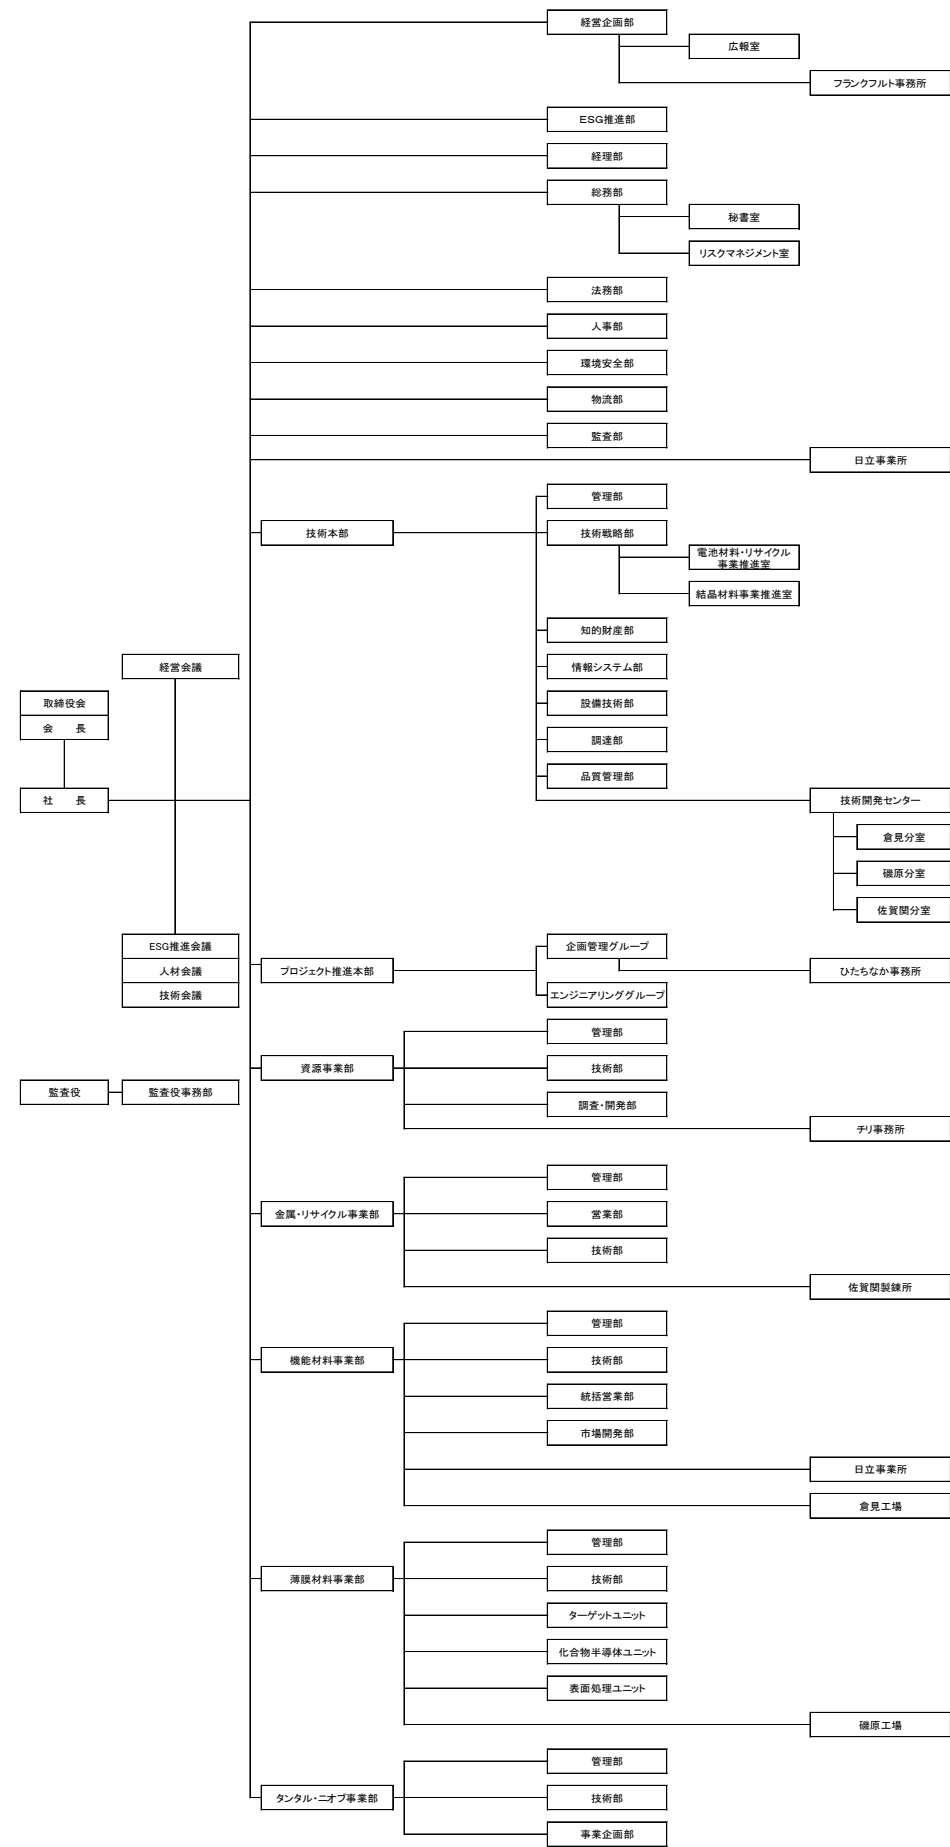 経営企画部
広報室
フランクフルト事務所
ESG推進部
経理部
総務部
秘書室
リスクマネジメント室
法務部
人事部
環境安全部
物流部
監査部
日立事業所
管理部
技術本部
技術戦略部
電池材料・リサイクル
事業推進室
結晶材料事業推進室
知的財産部
経営会議
情報システム部
取締役会
会　長
設備技術部
調達部
品質管理部
社　長
技術開発センター
倉見分室
磯原分室
佐賀関分室
ESG推進会議
人材会議
技術会議
企画管理グループ
プロジェクト推進本部
ひたちなか事務所
エンジニアリンググループ
管理部
資源事業部
技術部
監査役
監査役事務部
調査・開発部
チリ事務所
管理部
金属・リサイクル事業部
営業部
技術部
佐賀関製錬所
管理部
機能材料事業部
技術部
統括営業部
市場開発部
日立事業所
倉見工場
管理部
薄膜材料事業部
技術部
ターゲットユニット
化合物半導体ユニット
表面処理ユニット
磯原工場
管理部
タンタル・ニオブ事業部
技術部
事業企画部